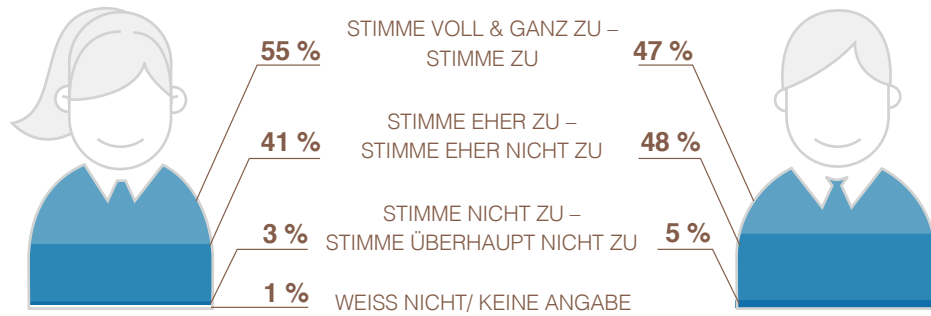 STIMME VOLL & GANZ ZU –
55 % STIMME ZU 47 %
STIMME EHER ZU –
41 % STIMME EHER NICHT ZU 48 %
STIMME NICHT ZU –
3 % STIMME ÜBERHAUPT NICHT ZU 5 %
1 % WEISS NICHT/ KEINE ANGABE